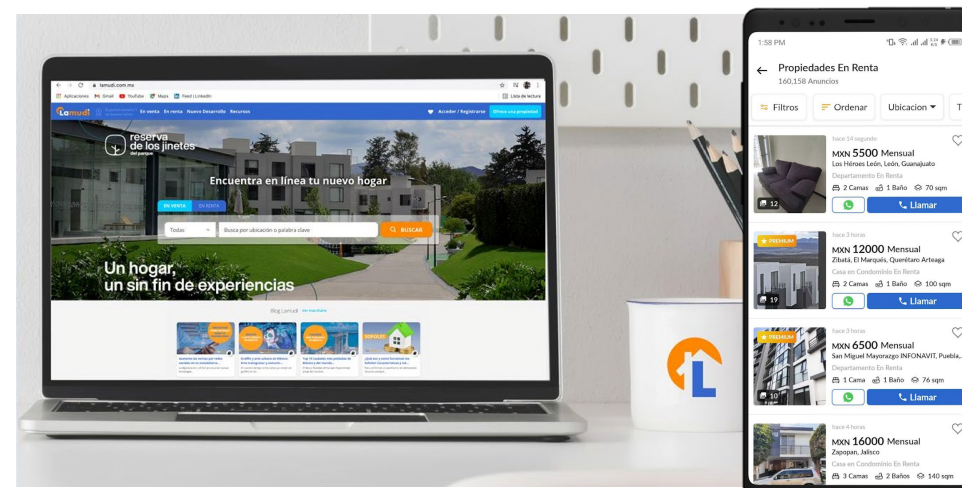 lamudi.com.mx
Aplicaciones Gmail YouTube Maps Feed | LinkedIn Lista de lectura
Lamudi En venta En renta Nuevo Desarrollo Recursos Acceder / Registrarse Ofrece una propiedad
reserva
de los jinetes
del parque
Encuentra en línea tu nuevo hogar
EN VENTA EN RENTA
Todas Busca por ubicación o palabra clave BUSCAR
Un hogar,
un sin fin de experiencias
Blog Lamudi
L
1:58 PM
Propiedades En Renta
160,158 Anuncios
Filtros Ordenar Ubicacion T
hace 14 segundo
MXN 5500 Mensual
Los Héroes León, León, Guanajuato
Departamento En Renta
2 Camas 1 Baño 70 sqm
12 Llamar
PREMIUM
hace 3 horas
MXN 12000 Mensual
Zibatá, El Marqués, Querétaro Arteaga
Casa en Condominio En Renta
2 Camas 1 Baño 100 sqm
19 Llamar
PREMIUM
hace 3 horas
MXN 6500 Mensual
San Miguel Mayorazgo INFONAVIT, Puebla,..
Departamento En Renta
1 Cama 1 Baño 76 sqm
10 Llamar
hace 4 horas
MXN 16000 Mensual
Zapopan, Jalisco
Casa en Condominio En Renta
3 Camas 2 Baños 140 sqm